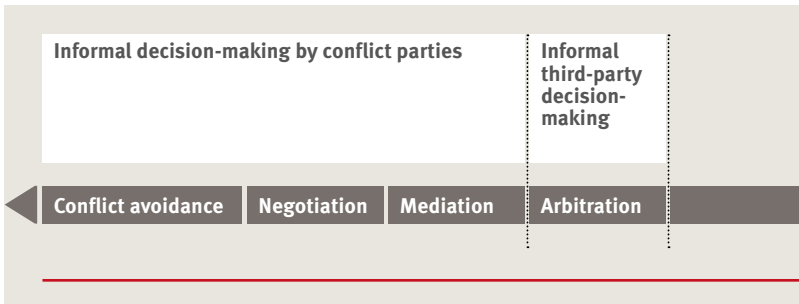 Informal decision-making by conflict parties
Informal
third-party
decision-
making
Conflict avoidance
Negotiation
Mediation
Arbitration